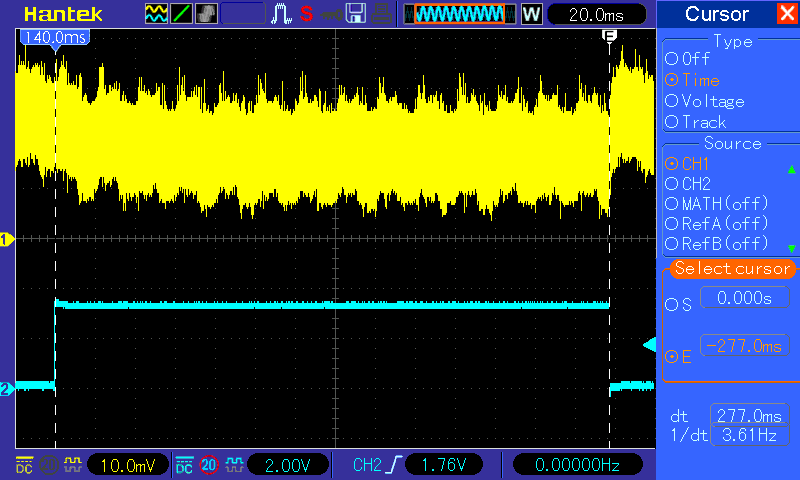 Hantek S W 20.0ms Cursor
140.0ms E
Type
Off
Time
Voltage
Track
Source
CH1
CH2
MATH(off)
RefA(off)
RefB(off)
Select cursor
S 0.000s
E -277.0ms
dt 277.0ms
1/dt 3.61Hz
1
2
DC 20 10.0mV DC 20 2.00V CH2 1.76V 0.00000Hz